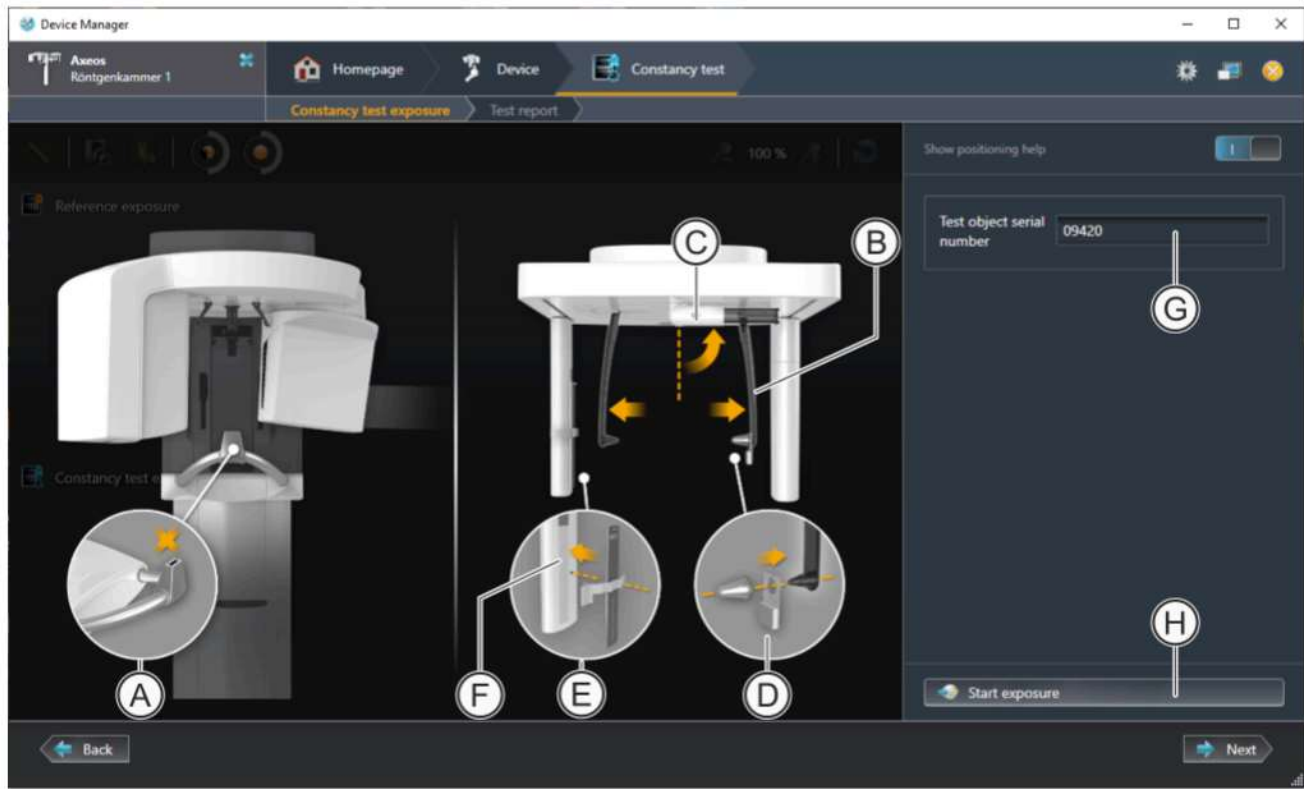 Device Manager
Axeos
Röntgenkammer 1
Homepage
Device
Constancy test
Constancy test exposure
Test report
100 %
Show positioning help
Reference exposure
Test object serial
number
09420
C
B
G
Constancy test e
H
A
F
E
D
Start exposure
Back
Next